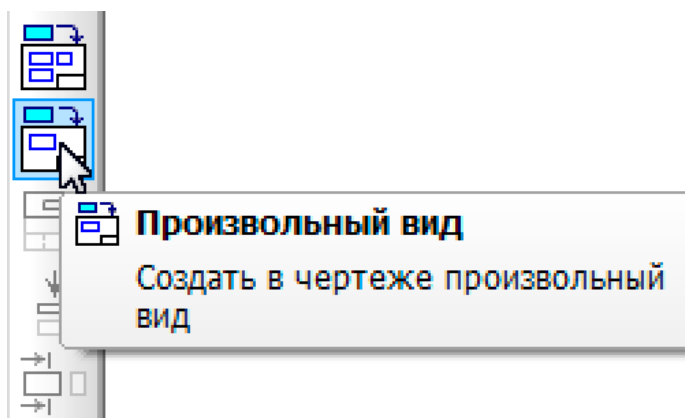 Произвольный вид
Создать в чертеже произвольный
вид